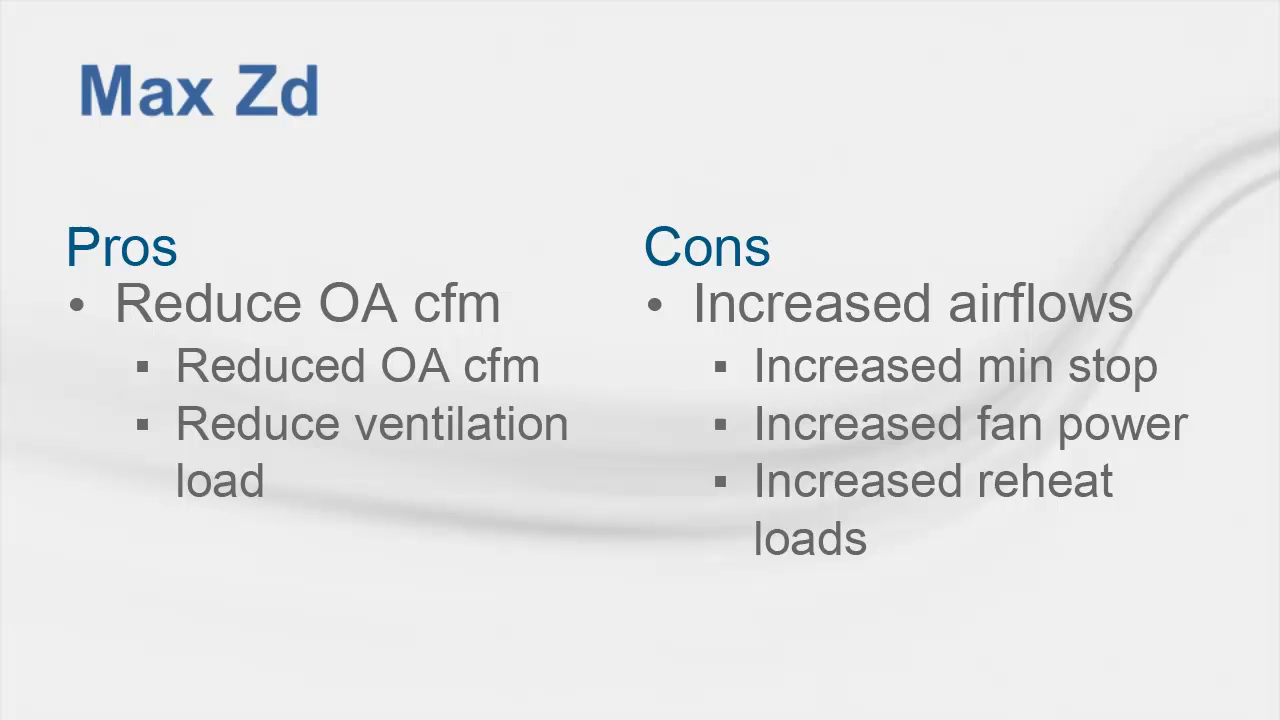 Max Zd
Pros
• Reduce OA cfm
▪ Reduced OA cfm
▪ Reduce ventilation
load
Cons
• Increased airflows
▪ Increased min stop
▪ Increased fan power
▪ Increased reheat
loads